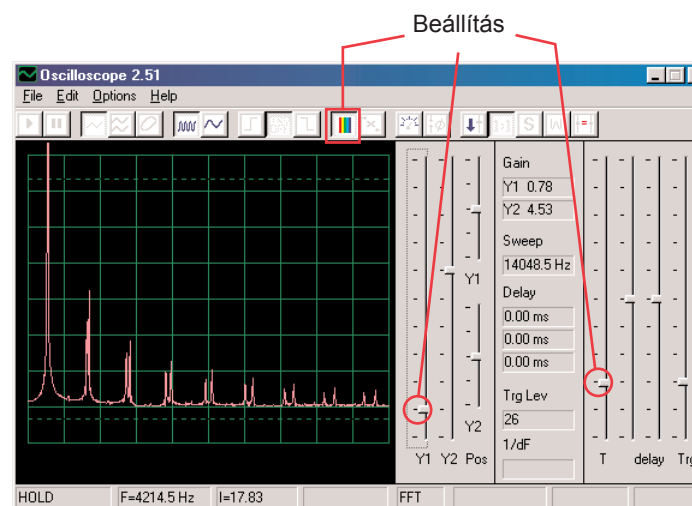 Beállítás
Oscilloscope 2.51
File Edit Options Help
Gain
Y1 0.78
Y2 4.53
Sweep
14048.5 Hz
Delay
0.00 ms
0.00 ms
0.00 ms
Trg Lev
26
1/dF
Y1
Y2
Y1 Y2 Pos
T delay Trg
HOLD F=4214.5 Hz I=17.83 FFT